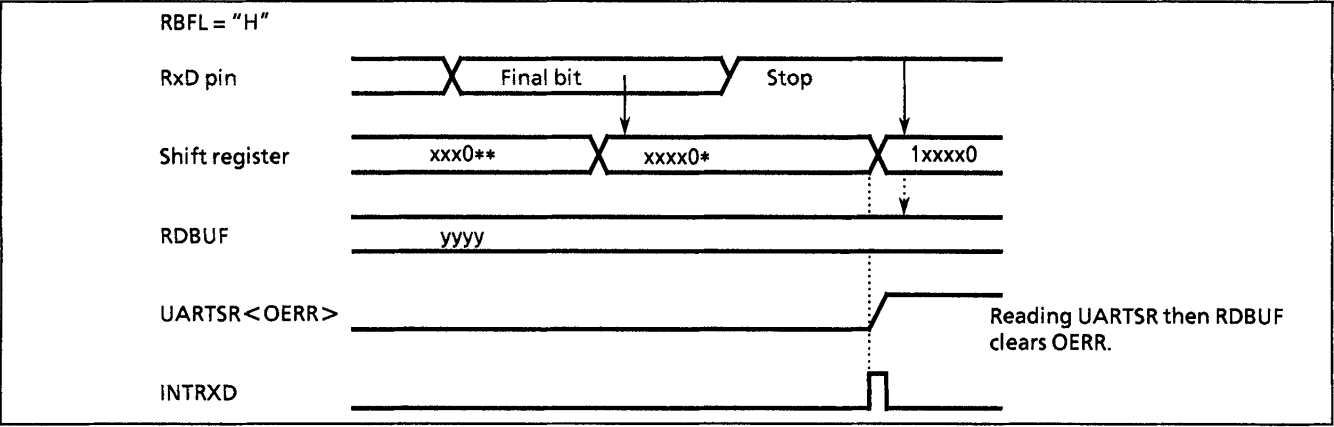 RBFL = “H”
RxD pin
Final bit
Stop
Shift register
xxx0**
xxxx0*
1xxxx0
RDBUF
yyyy
UARTSR<OERR>
Reading UARTSR then RDBUF
clears OERR.
INTRXD